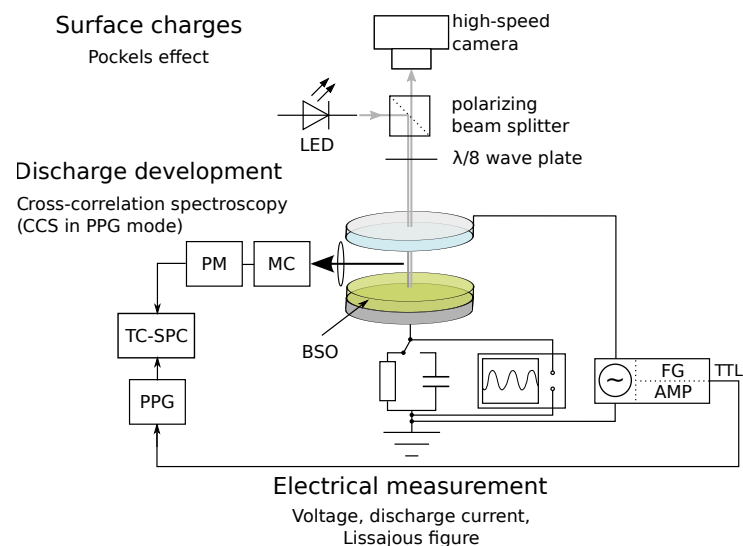 Surface charges
Pockels effect
high-speed
camera
LED
polarizing
beam splitter
λ/8 wave plate
Discharge development
Cross-correlation spectroscopy
(CCS in PPG mode)
PM
MC
TC-SPC
PPG
BSO
~
FG
AMP
TTL
Electrical measurement
Voltage, discharge current,
Lissajous figure